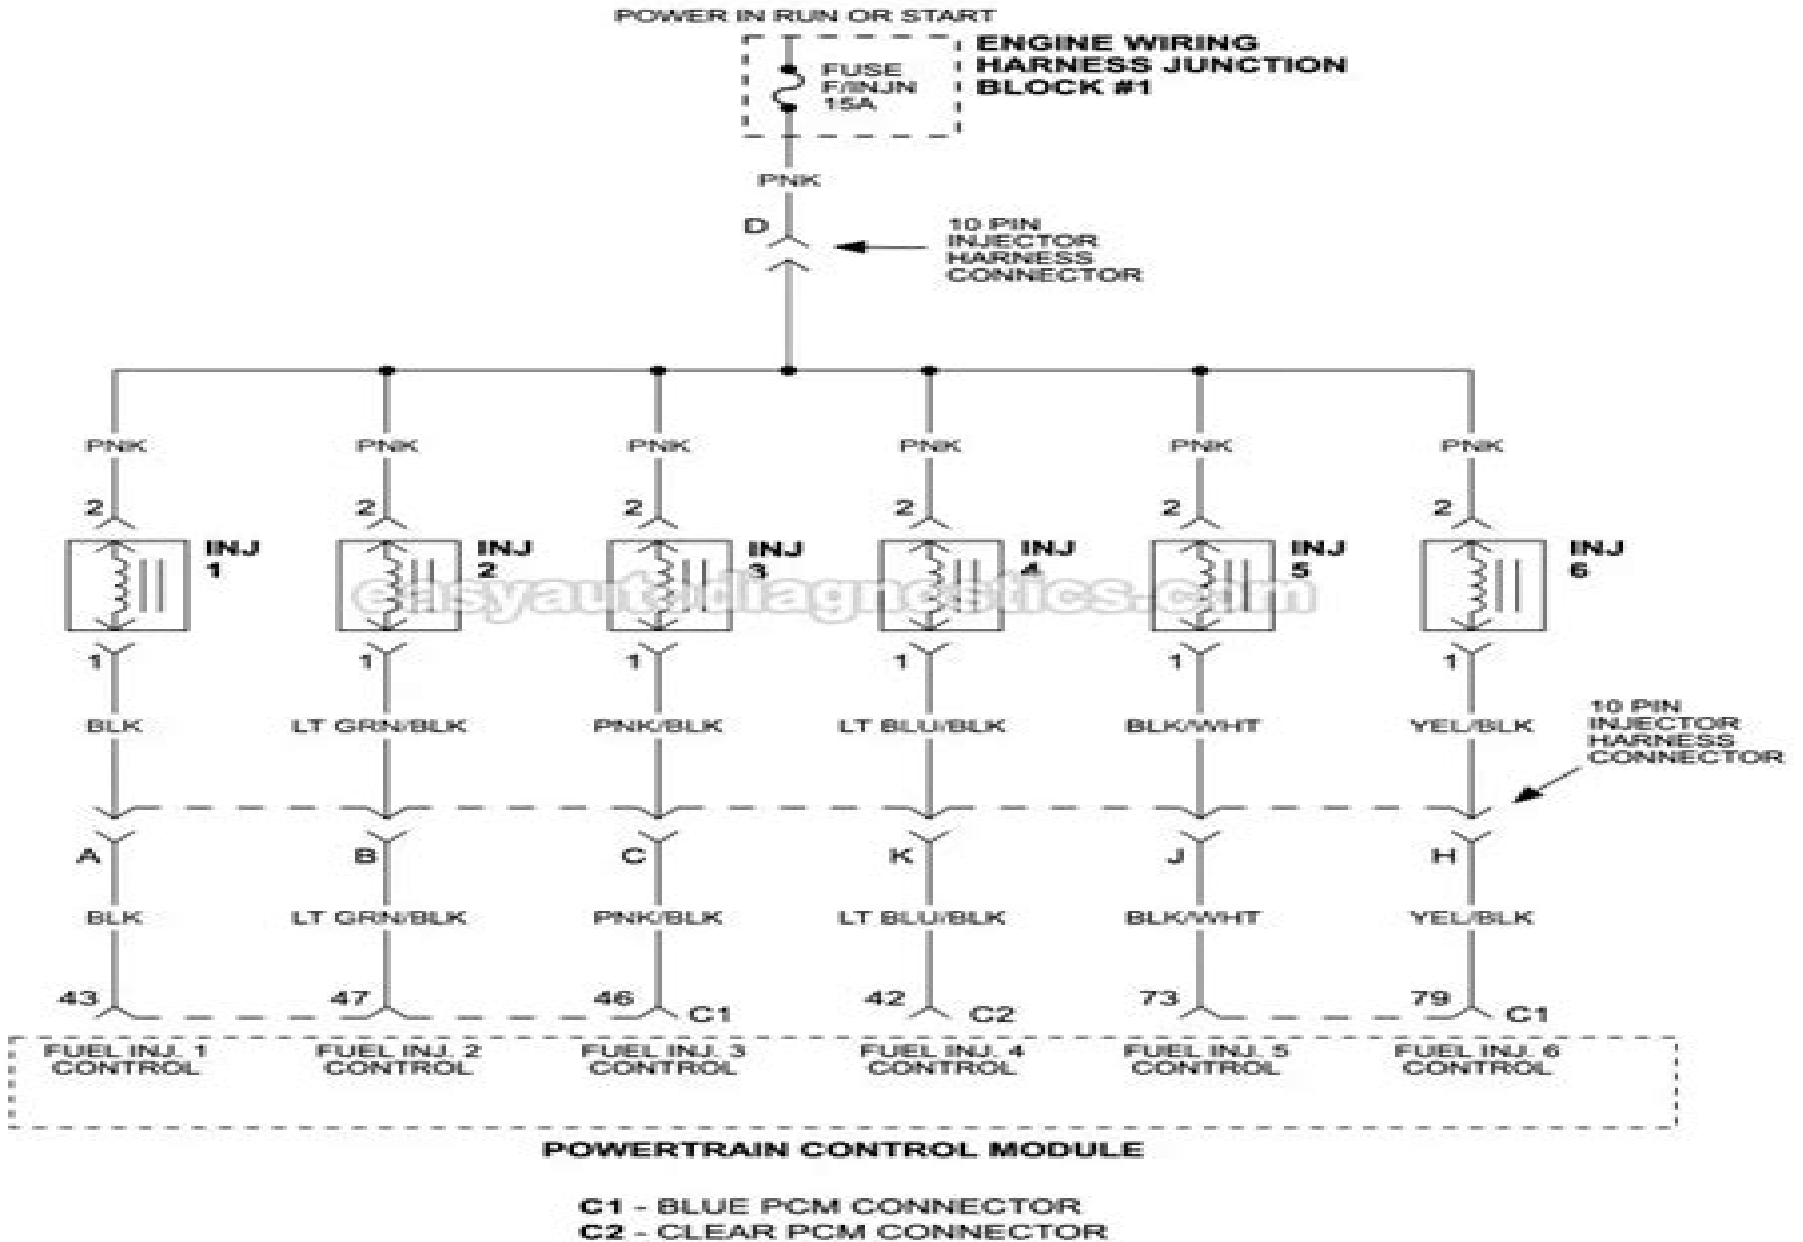 POWER IN RUN OR START
ENGINE WIRING
HARNESS JUNCTION
BLOCK #1
FUSE
F/INJN
15A
PNK
D
10 PIN
INJECTOR
HARNESS
CONNECTOR
PNK PNK PNK PNK PNK PNK
2 2 2 2 2 2
INJ INJ INJ INJ INJ INJ
1 2 3 4 5 6
easyautodiagnostics.com
1 1 1 1 1 1
BLK LT GRN/BLK PNK/BLK LT BLU/BLK BLK/WHT YEL/BLK
10 PIN
INJECTOR
HARNESS
CONNECTOR
A B C K J H
BLK LT GRN/BLK PNK/BLK LT BLU/BLK BLK/WHT YEL/BLK
43 47 46 C1 42 C2 73 79 C1
FUEL INJ. 1 FUEL INJ. 2 FUEL INJ. 3 FUEL INJ. 4 FUEL INJ. 5 FUEL INJ. 6
CONTROL CONTROL CONTROL CONTROL CONTROL CONTROL
POWERTRAIN CONTROL MODULE
C1 - BLUE PCM CONNECTOR
C2 - CLEAR PCM CONNECTOR